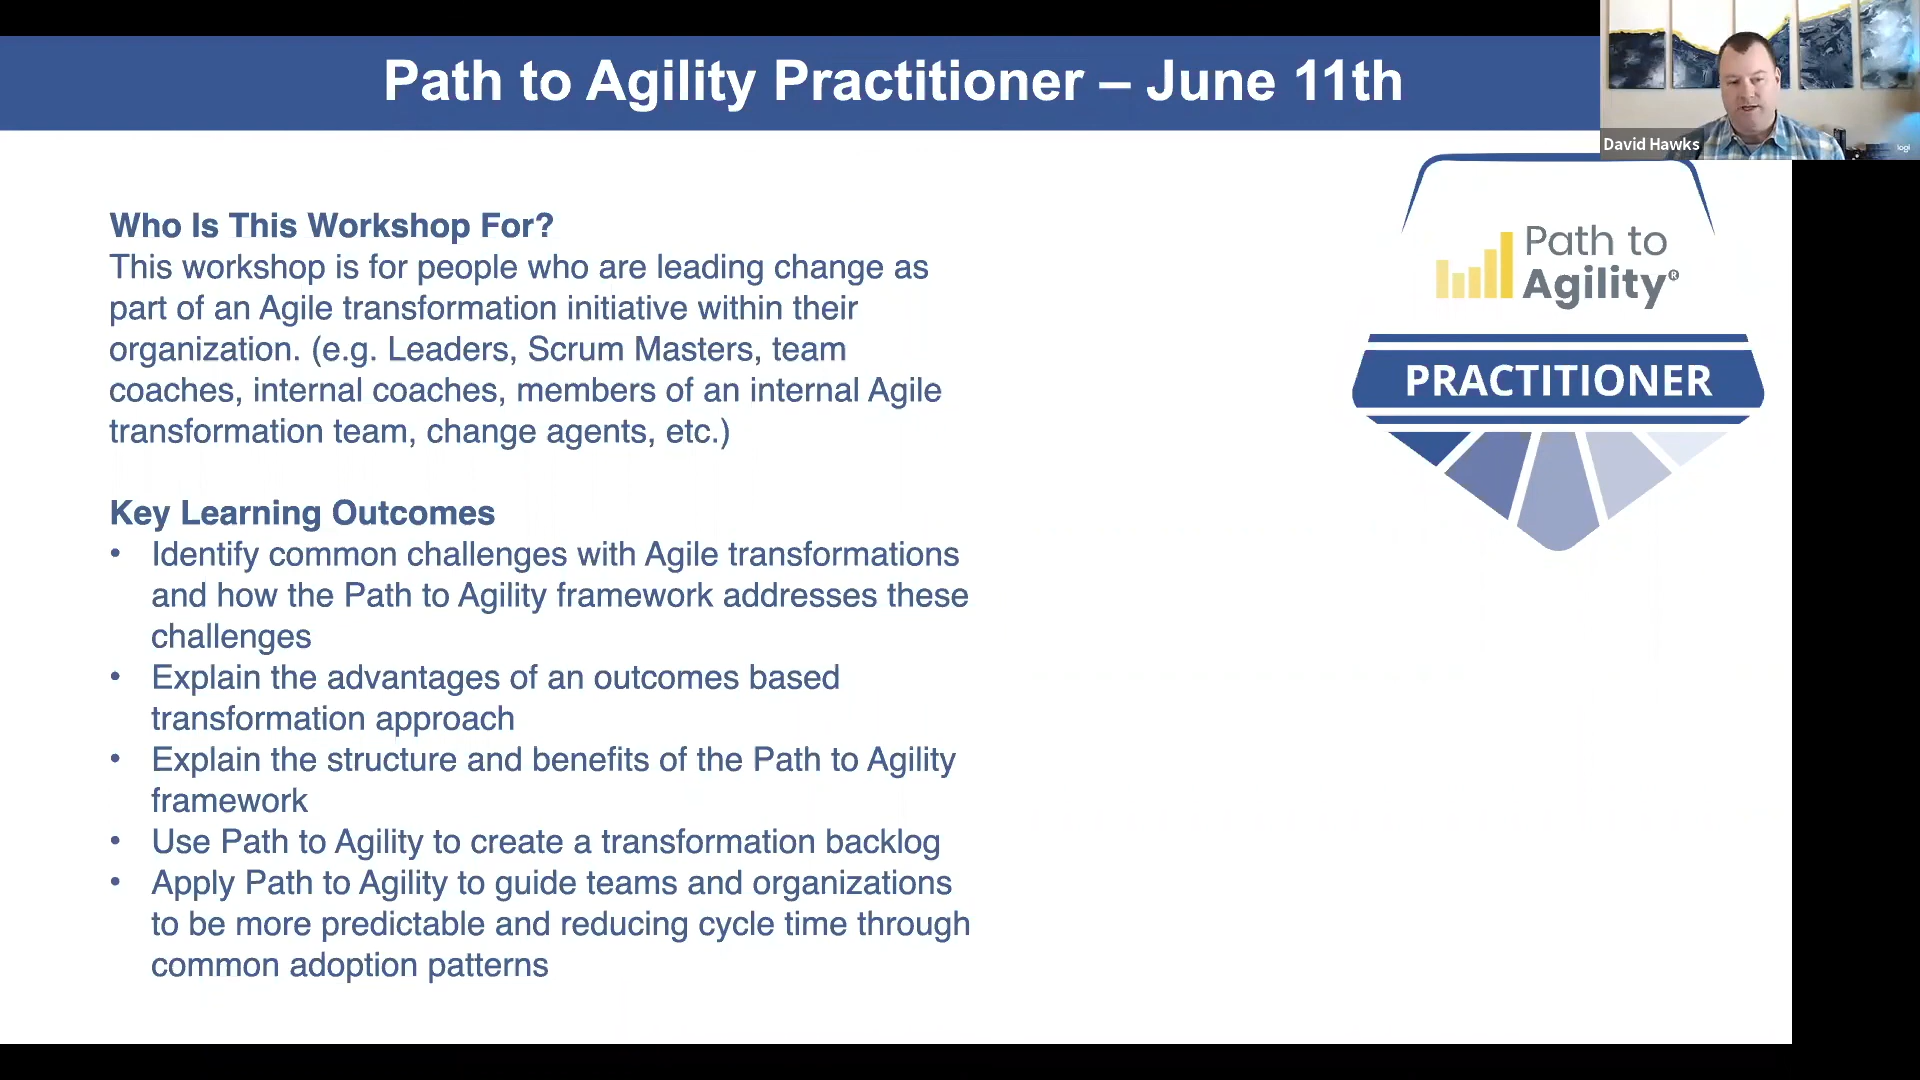 Path to Agility Practitioner – June 11th
David Hawks
logi
Who Is This Workshop For?
This workshop is for people who are leading change as
part of an Agile transformation initiative within their
organization. (e.g. Leaders, Scrum Masters, team
coaches, internal coaches, members of an internal Agile
transformation team, change agents, etc.)
Key Learning Outcomes
• Identify common challenges with Agile transformations
and how the Path to Agility framework addresses these
challenges
• Explain the advantages of an outcomes based
transformation approach
• Explain the structure and benefits of the Path to Agility
framework
• Use Path to Agility to create a transformation backlog
• Apply Path to Agility to guide teams and organizations
to be more predictable and reducing cycle time through
common adoption patterns
Path to
Agility®
PRACTITIONER